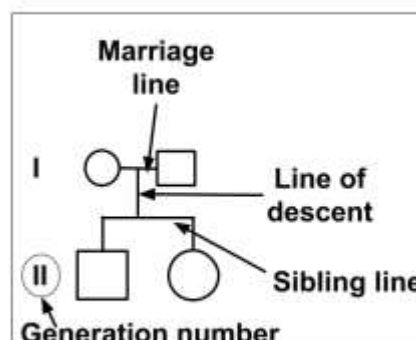 Marriage
line
I
Line of
descent
II
Sibling line
Generation number